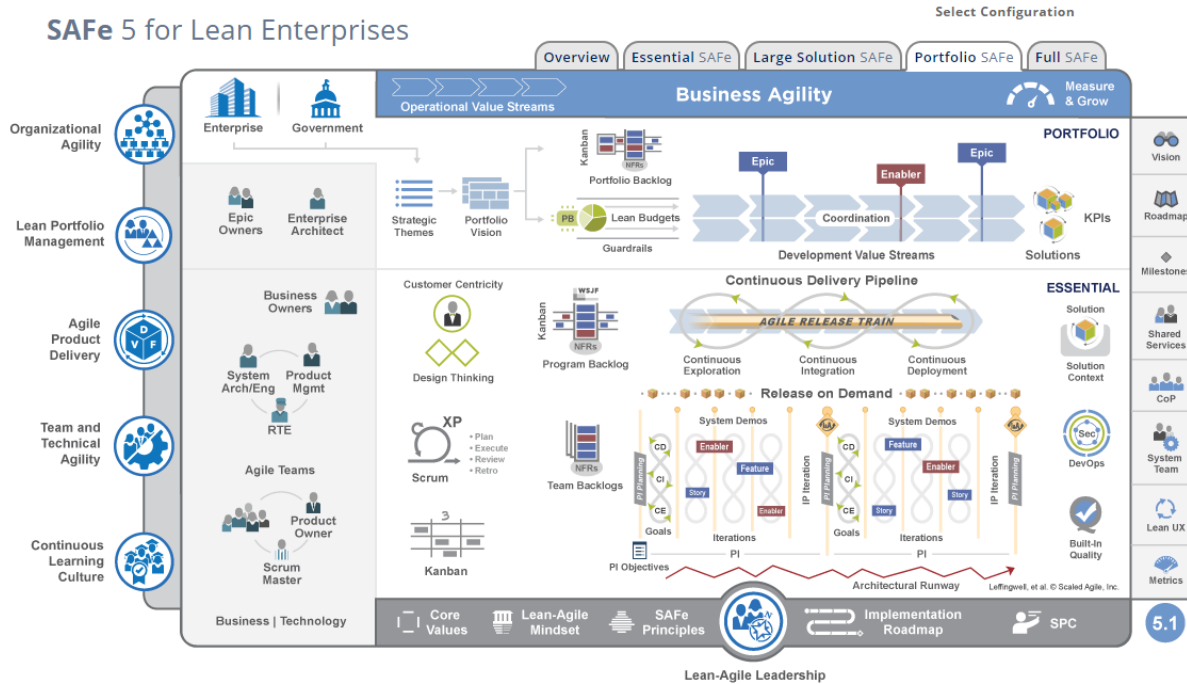 Select Configuration
SAFe 5 for Lean Enterprises
Overview
Essential SAFe
Large Solution SAFe
Portfolio SAFe
Full SAFe
Organizational
Agility
Lean Portfolio
Management
Agile
Product
Delivery
D
V F
Team and
Technical
Agility
Continuous
Learning
Culture
Enterprise
Government
Operational Value Streams
Business Agility
Measure
& Grow
PORTFOLIO
Epic
Owners
Enterprise
Architect
Strategic
Themes
Portfolio
Vision
Kanban
NFRs
Portfolio Backlog
PB
Lean Budgets
Guardrails
Epic
Enabler
Epic
Coordination
Development Value Streams
KPIs
Solutions
ESSENTIAL
Business
Owners
System
Arch/Eng
Product
Mgmt
RTE
Agile Teams
Product
Owner
Scrum
Master
Business | Technology
Customer Centricity
Design Thinking
XP
• Plan
• Execute
• Review
• Retro
Scrum
3
Kanban
WSJF
Kanban
NFRs
Program Backlog
NFRs
Team Backlogs
Continuous Delivery Pipeline
AGILE RELEASE TRAIN
Continuous
Exploration
Continuous
Integration
Continuous
Deployment
Release on Demand
System Demos
System Demos
PI Planning
CD
CI
CE
Goals
Enabler
Feature
Story
Enabler
Iterations
IP Iteration
I&A
PI Planning
CD
CI
CE
Goals
Feature
Enabler
Story
Story
Iterations
IP Iteration
I&A
PI Planning
PI Objectives
PI
PI
Architectural Runway
Leffingwell, et al. © Scaled Agile, Inc.
Solution
Solution
Context
Sec
DevOps
Built-In
Quality
Vision
Roadmap
Milestones
Shared
Services
CoP
System
Team
Lean UX
Metrics
5.1
Core
Values
Lean-Agile
Mindset
SAFe
Principles
Implementation
Roadmap
SPC
Lean-Agile Leadership